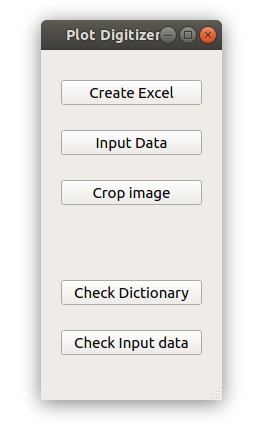 Plot Digitizer
Create Excel
Input Data
Crop image
Check Dictionary
Check Input data